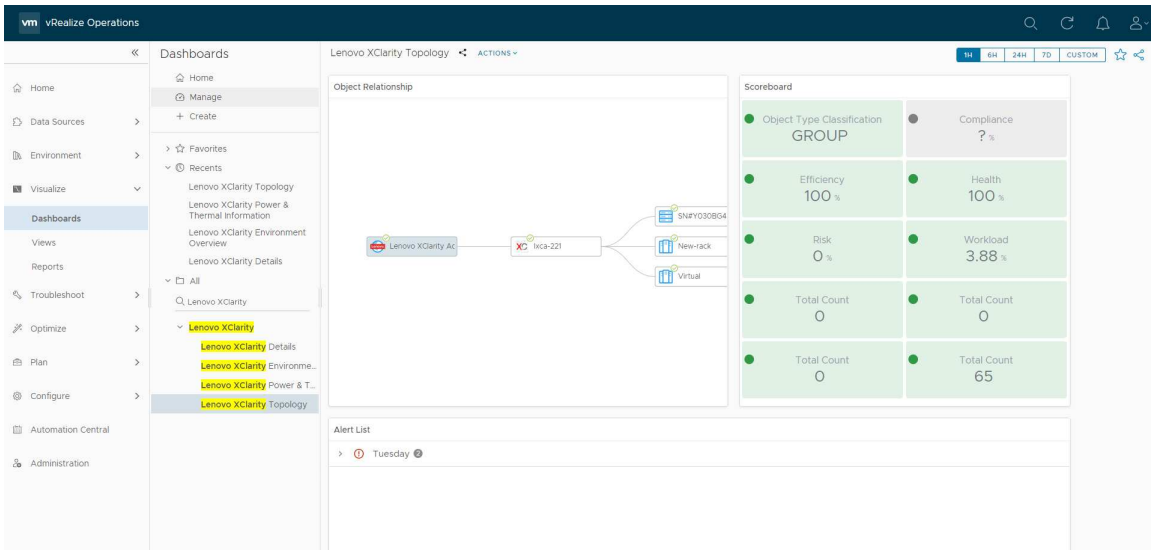 vm vRealize Operations
Home
Data Sources
Environment
Visualize
Dashboards
Views
Reports
Troubleshoot
Optimize
Plan
Configure
Automation Central
Administration
Dashboards
Home
Manage
+ Create
Favorites
Recents
Lenovo XClarity Topology
Lenovo XClarity Power &
Thermal Information
Lenovo XClarity Environment
Overview
Lenovo XClarity Details
All
Lenovo XClarity
Lenovo XClarity
Lenovo XClarity Details
Lenovo XClarity Environme...
Lenovo XClarity Power & T...
Lenovo XClarity Topology
Lenovo XClarity Topology ACTIONS
1H 6H 24H 7D CUSTOM
Object Relationship
Lenovo XClarity Ac
XC lxca-221
SN#Y030BG4
New-rack
Virtual
Scoreboard
Object Type Classification
GROUP
Compliance
? %
Efficiency
100 %
Health
100 %
Risk
0 %
Workload
3.88 %
Total Count
0
Total Count
0
Total Count
0
Total Count
65
Alert List
Tuesday 2